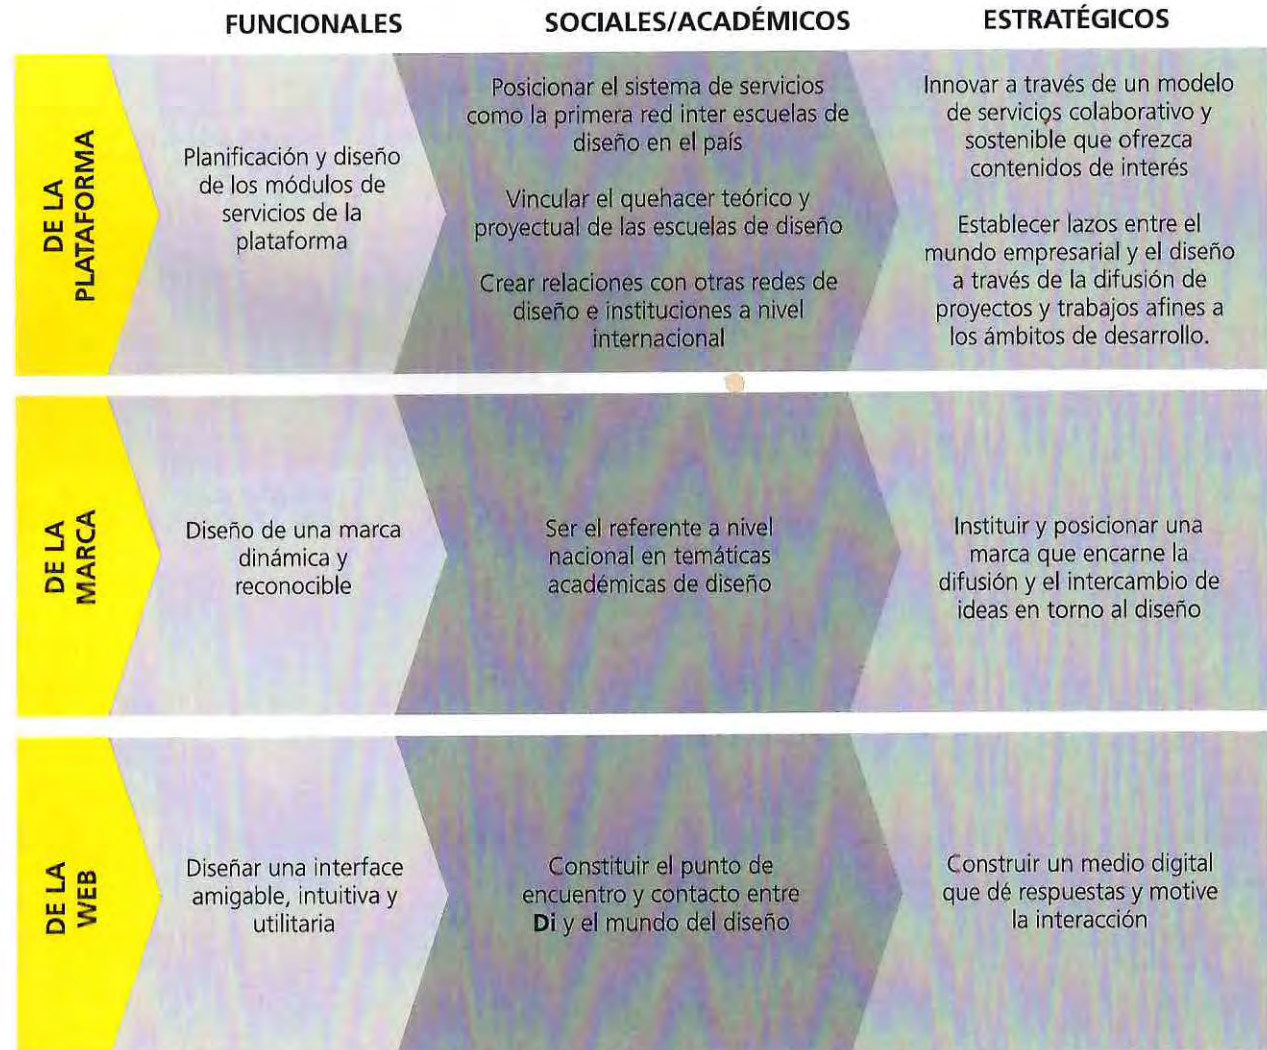 FUNCIONALES
SOCIALES/ACADÉMICOS
ESTRATÉGICOS
DE LA
PLATAFORMA
Planificación y diseño
de los módulos de
servicios de la
plataforma
Posicionar el sistema de servicios
como la primera red inter escuelas de
diseño en el país
Vincular el quehacer teórico y
proyectual de las escuelas de diseño
Crear relaciones con otras redes de
diseño e instituciones a nivel
internacional
Innovar a través de un modelo
de servicios colaborativo y
sostenible que ofrezca
contenidos de interés
Establecer lazos entre el
mundo empresarial y el diseño
a través de la difusión de
proyectos y trabajos afines a
los ámbitos de desarrollo.
DE LA
MARCA
Diseño de una marca
dinámica y
reconocible
Ser el referente a nivel
nacional en temáticas
académicas de diseño
Instituir y posicionar una
marca que encarne la
difusión y el intercambio de
ideas en torno al diseño
DE LA
WEB
Diseñar una interface
amigable, intuitiva y
utilitaria
Constituir el punto de
encuentro y contacto entre
Di y el mundo del diseño
Construir un medio digital
que dé respuestas y motive
la interacción